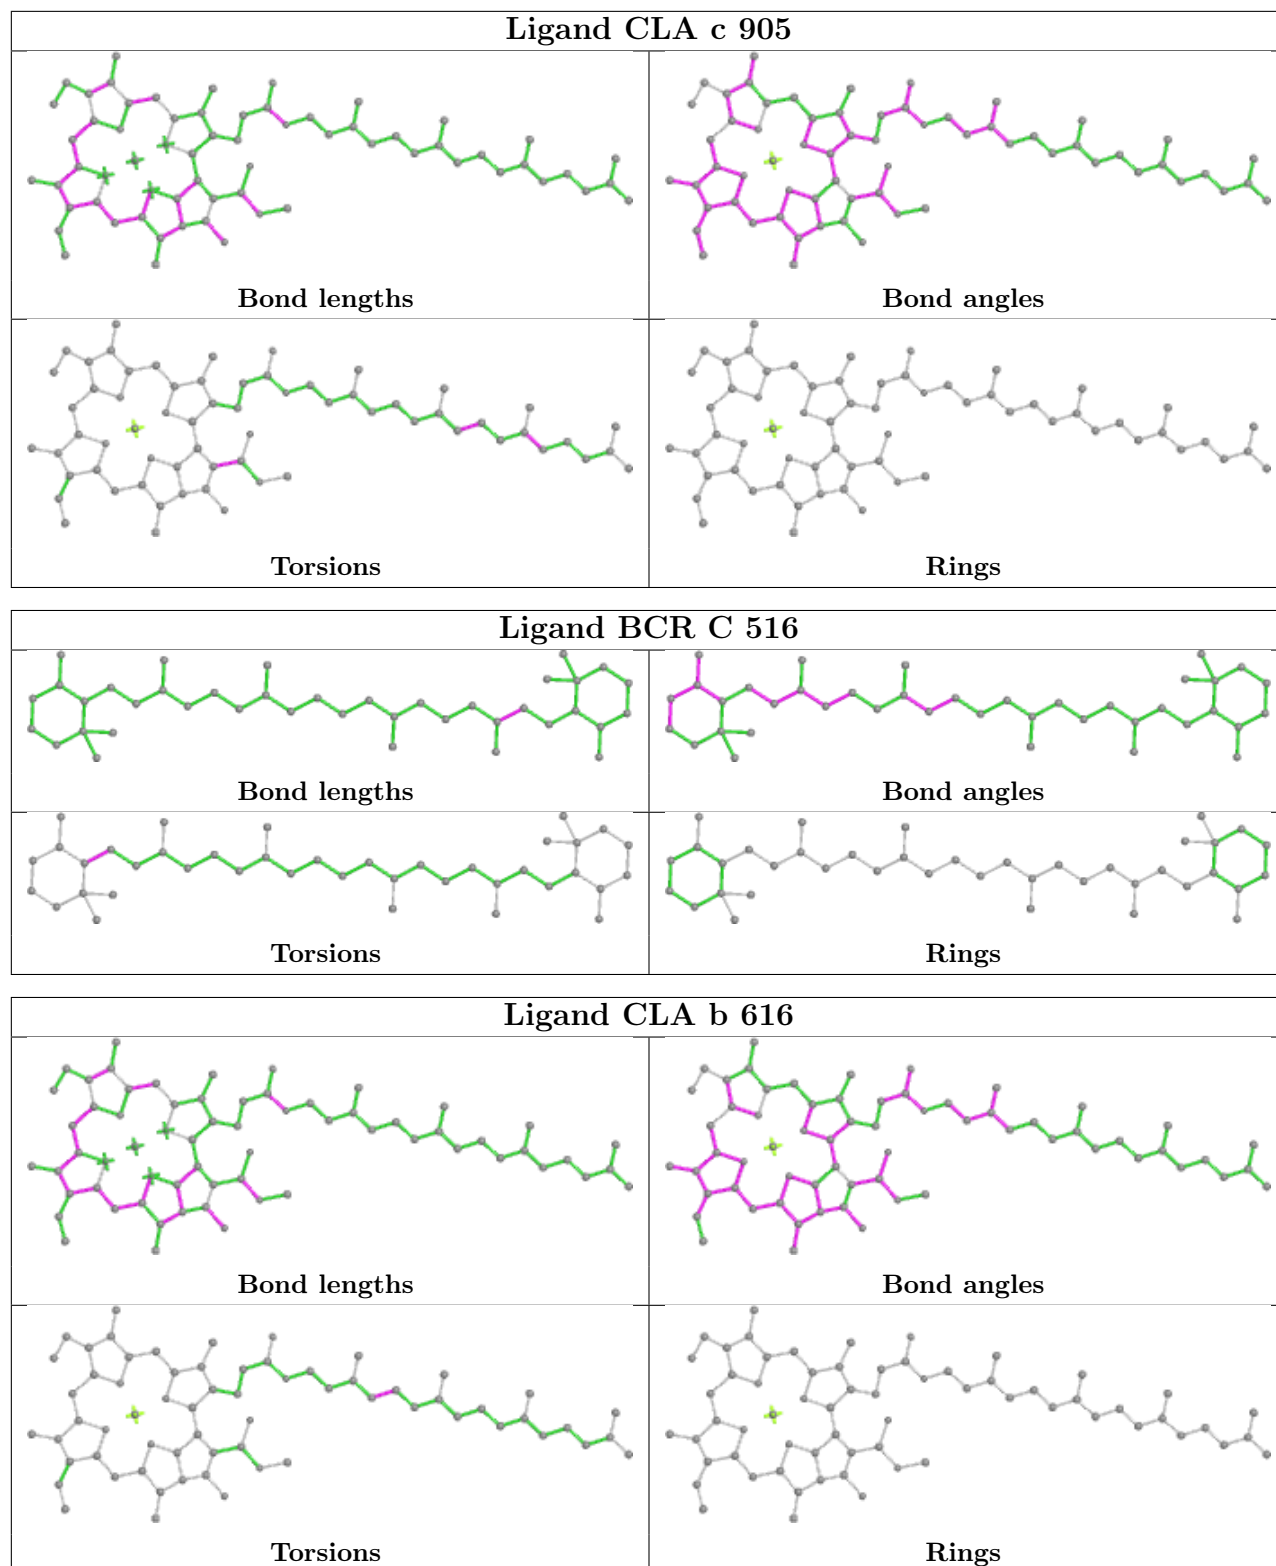 Ligand CLA c 905
Bond lengths
Bond angles
Torsions
Rings
Ligand BCR C 516
Bond lengths
Bond angles
Torsions
Rings
Ligand CLA b 616
Bond lengths
Bond angles
Torsions
Rings